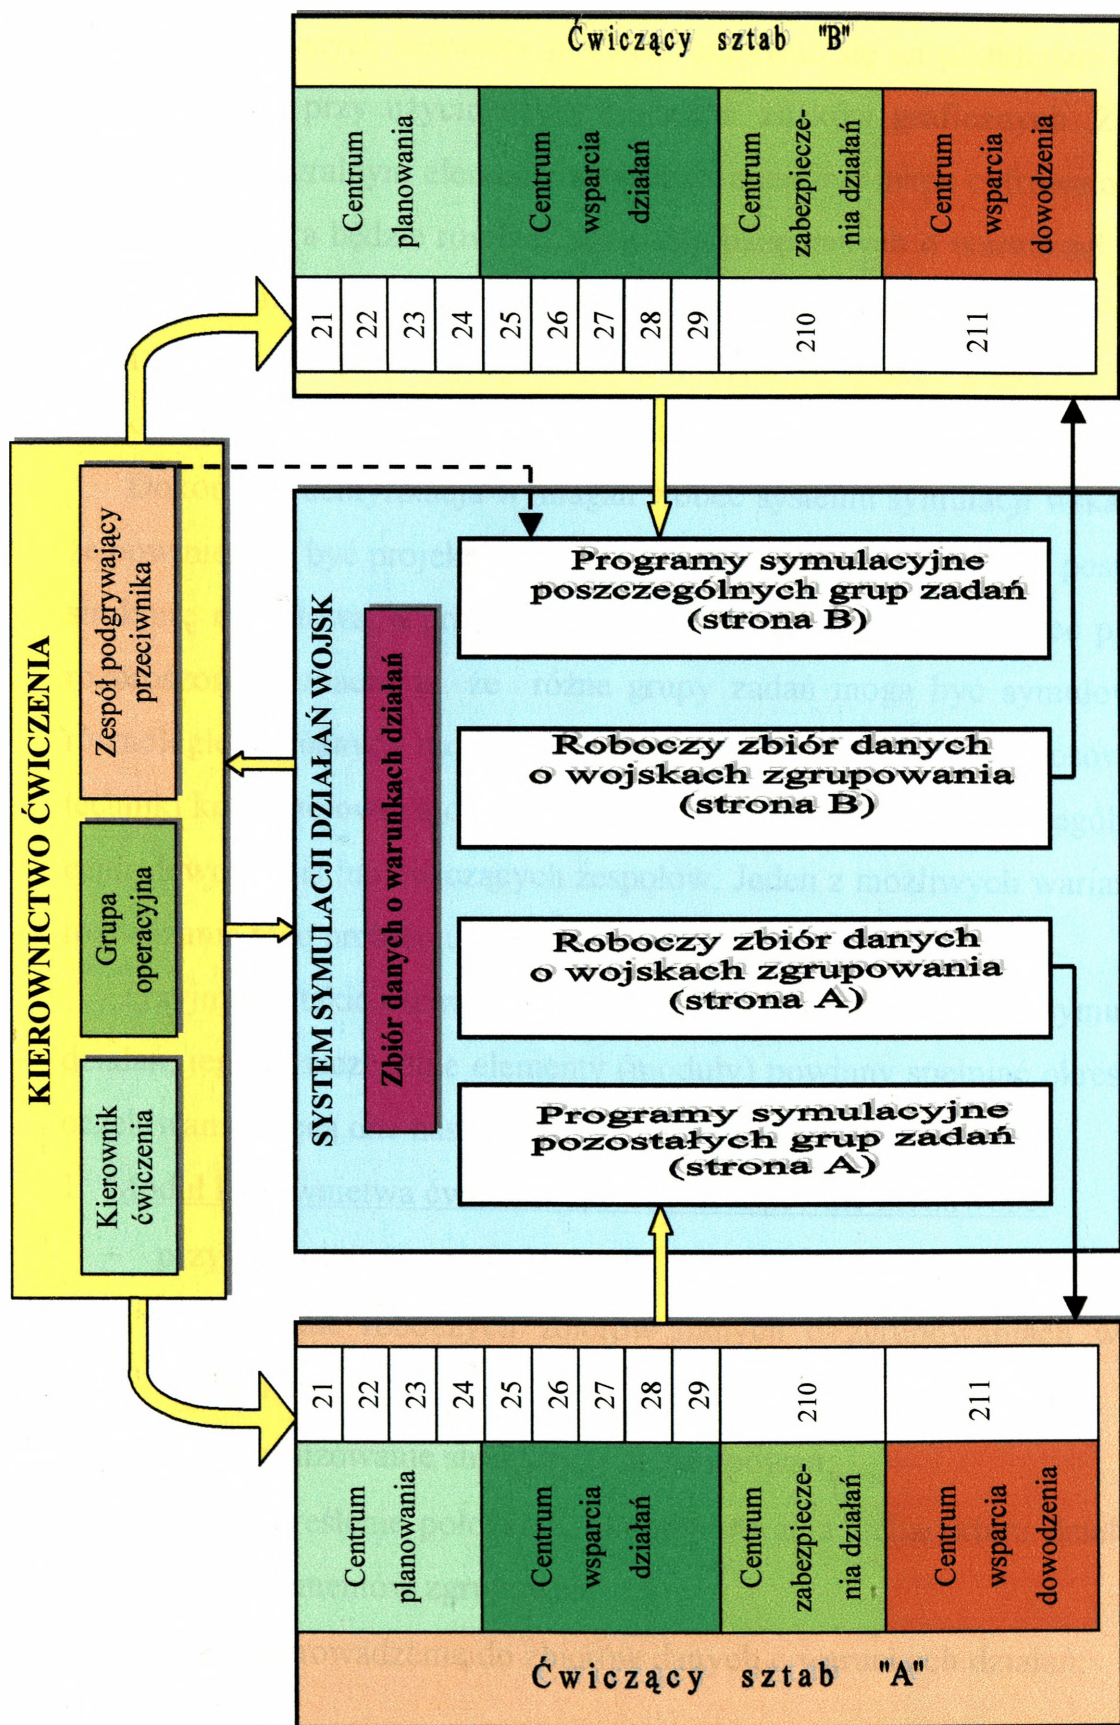 KIEROWNICTWO ĆWICZENIA
Kierownik
ćwiczenia
Grupa
operacyjna
Zespół podgrywający
przeciwnika
Ćwiczący sztab "A"
Centrum
planowania
Centrum
wsparcia
działań
Centrum
zabezpiecze-
nia działań
Centrum
wsparcia
dowodzenia
21
22
23
24
25
26
27
28
29
210
211
SYSTEM SYMULACJI DZIAŁAŃ WOJSK
Zbiór danych o warunkach działań
Programy symulacyjne
pozostałych grup zadań
(strona A)
Roboczy zbiór danych
o wojskach zgrupowania
(strona A)
Roboczy zbiór danych
o wojskach zgrupowania
(strona B)
Programy symulacyjne
poszczególnych grup zadań
(strona B)
21
22
23
24
25
26
27
28
29
210
211
Centrum
planowania
Centrum
wsparcia
działań
Centrum
zabezpiecze-
nia działań
Centrum
wsparcia
dowodzenia
Ćwiczący sztab "B"